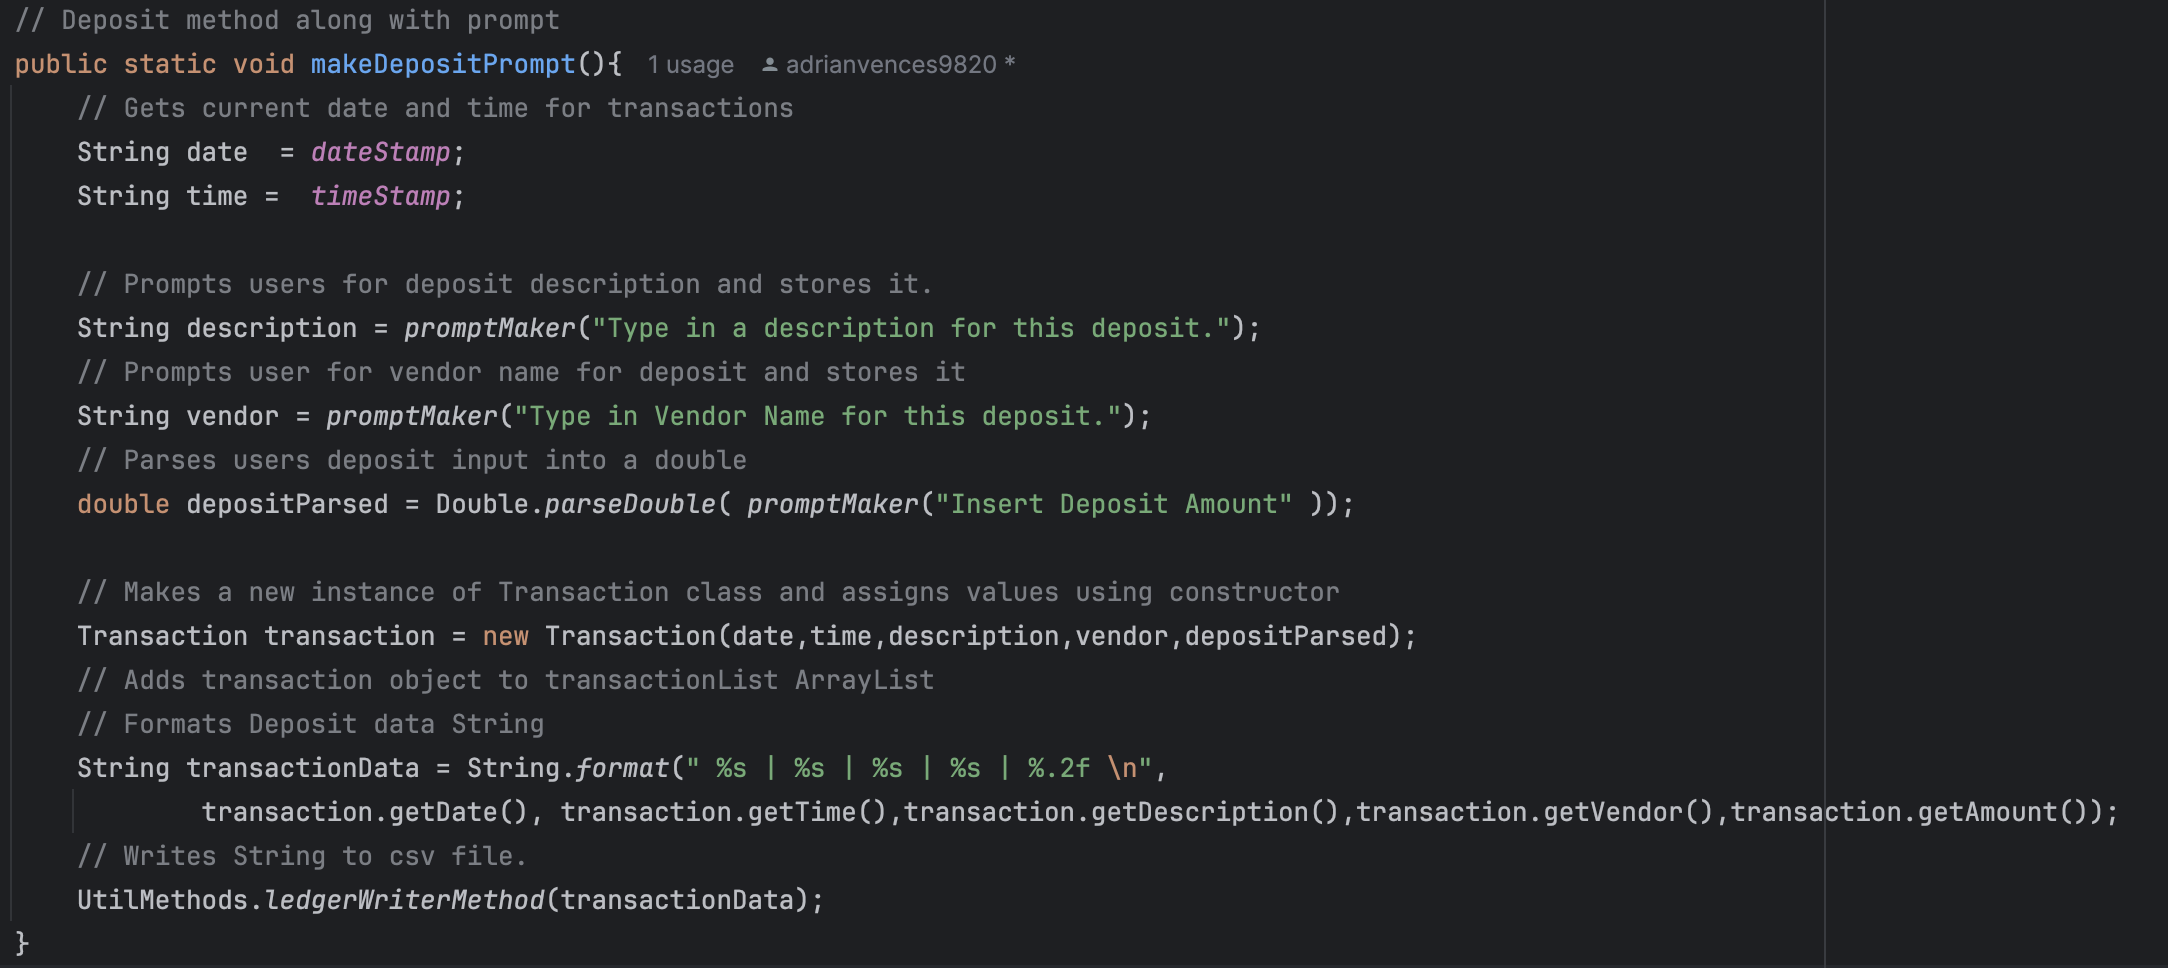 // Deposit method along with prompt
public static void makeDepositPrompt(){ 1 usage adrianvences9820 *
// Gets current date and time for transactions
String date  = dateStamp;
String time =  timeStamp;
// Prompts users for deposit description and stores it.
String description = promptMaker("Type in a description for this deposit.");
// Prompts user for vendor name for deposit and stores it
String vendor = promptMaker("Type in Vendor Name for this deposit.");
// Parses users deposit input into a double
double depositParsed = Double.parseDouble( promptMaker("Insert Deposit Amount" ));
// Makes a new instance of Transaction class and assigns values using constructor
Transaction transaction = new Transaction(date,time,description,vendor,depositParsed);
// Adds transaction object to transactionList ArrayList
// Formats Deposit data String
String transactionData = String.format(" %s | %s | %s | %s | %.2f \n",
transaction.getDate(), transaction.getTime(),transaction.getDescription(),transaction.getVendor(),transaction.getAmount());
// Writes String to csv file.
UtilMethods.ledgerWriterMethod(transactionData);
}